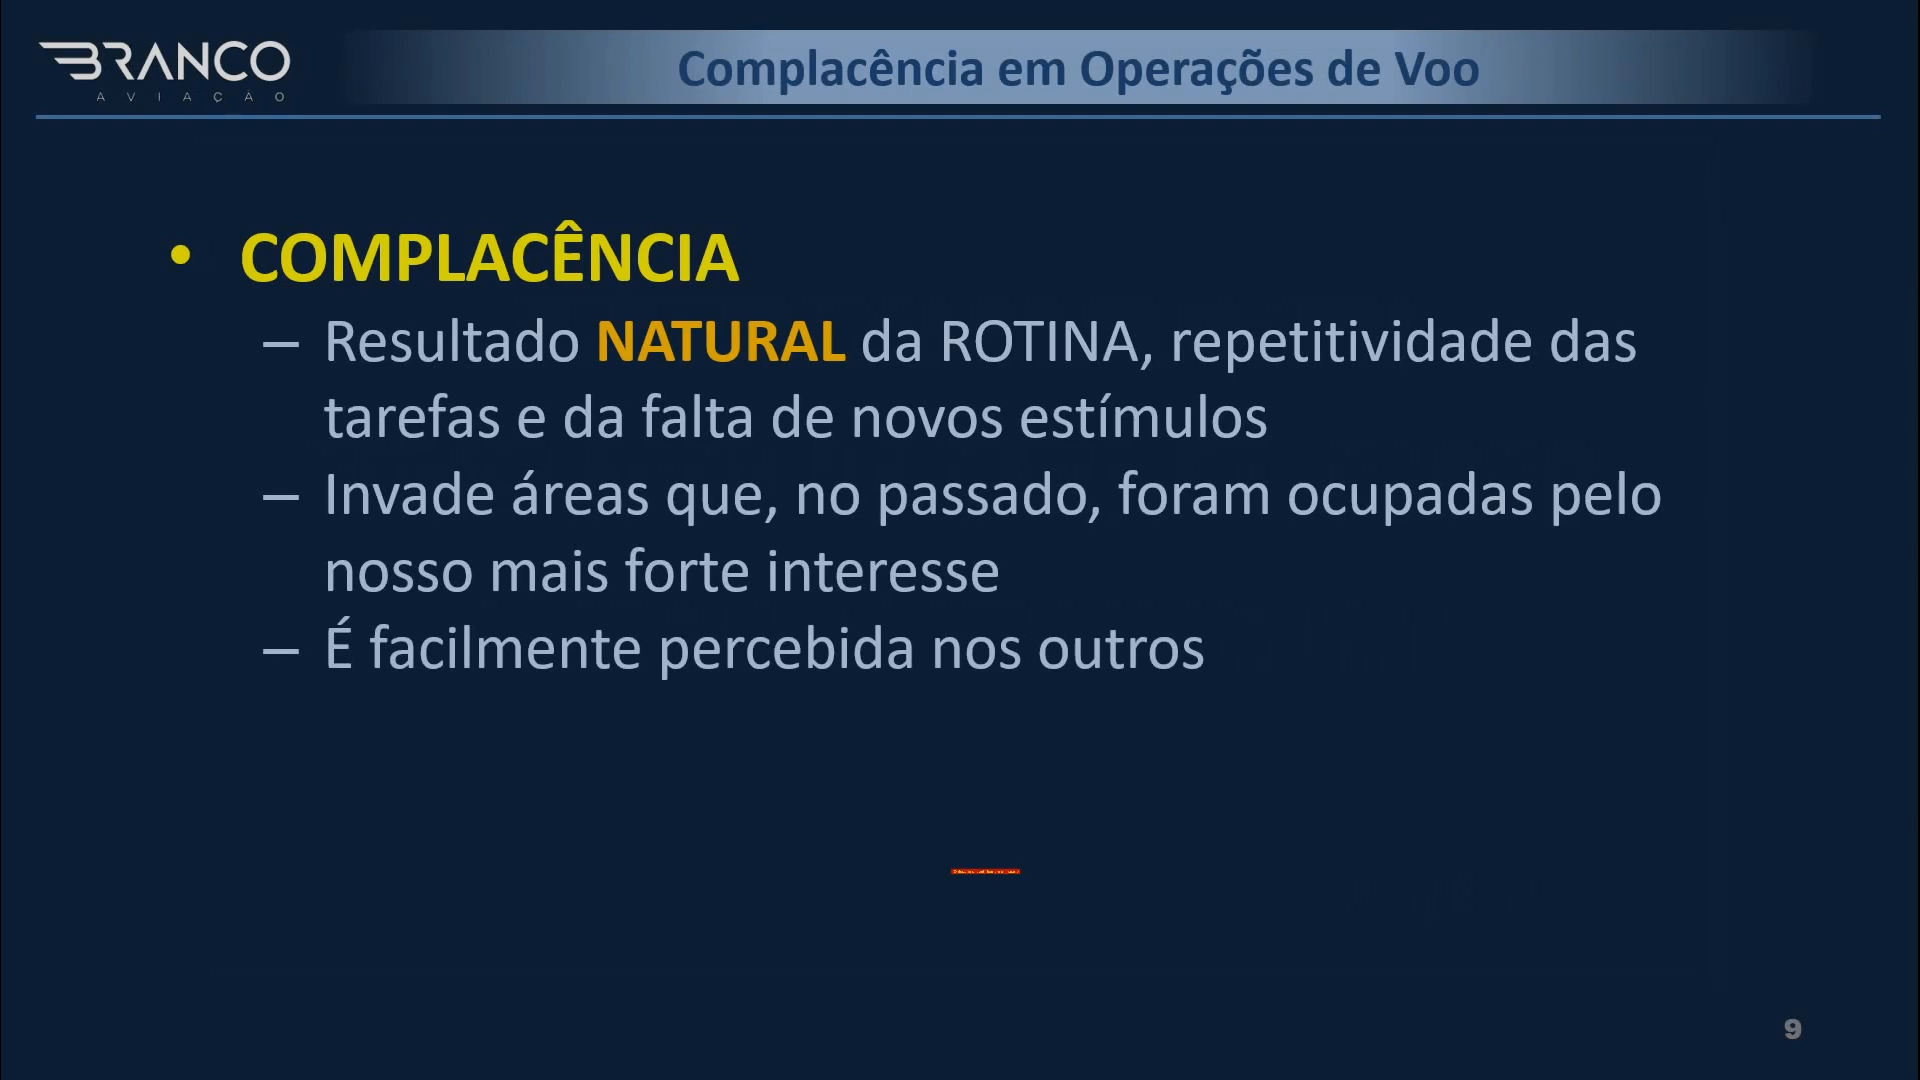 BRANCO
AVIAÇÃO
Complacência em Operações de Voo
• COMPLACÊNCIA
– Resultado NATURAL da ROTINA, repetitividade das
tarefas e da falta de novos estímulos
– Invade áreas que, no passado, foram ocupadas pelo
nosso mais forte interesse
– É facilmente percebida nos outros
9